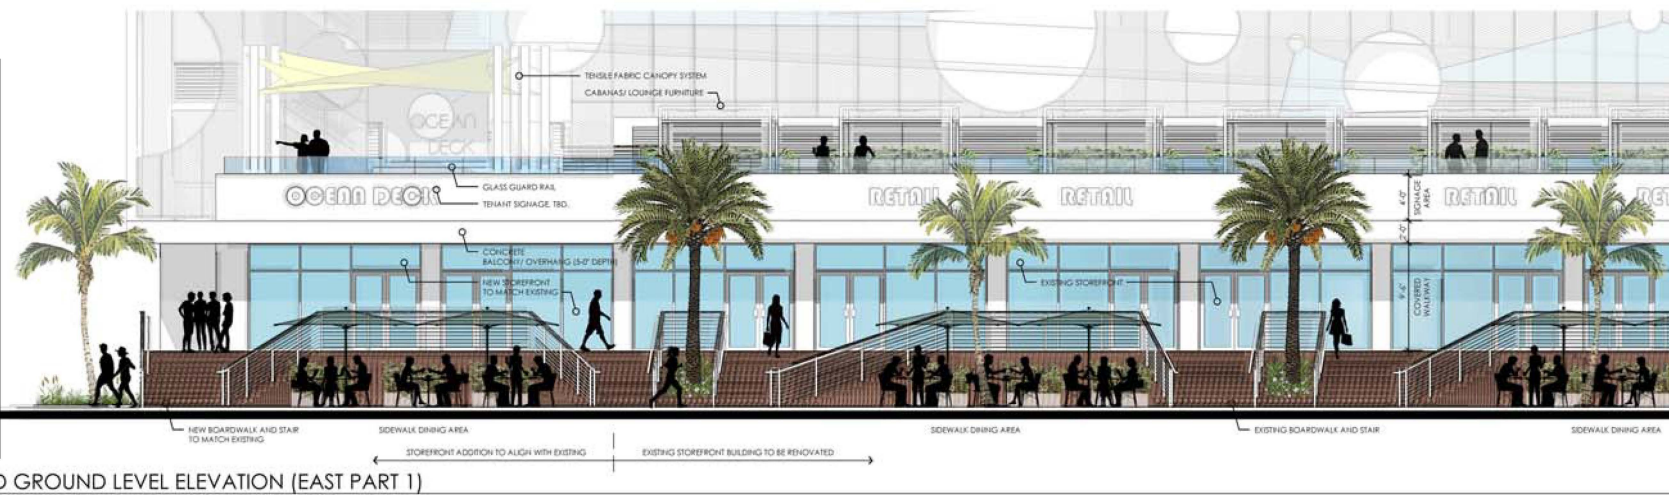 TENSILE FABRIC CANOPY SYSTEM
CABANAS/ LOUNGE FURNITURE
OCEAN
DECK
GLASS GUARD RAIL
OCEAN DECK
TENANT SIGNAGE, TBD.
RETAIL
RETAIL
RETAIL
4'-0"
SIGNAGE
AREA
2'-0"
CONCRETE
BALCONY/ OVERHANG (5'-0" DEPTH)
NEW STOREFRONT
TO MATCH EXISTING
EXISTING STOREFRONT
9'-6"
COVERED
WALKWAY
NEW BOARDWALK AND STAIR
TO MATCH EXISTING
SIDEWALK DINING AREA
SIDEWALK DINING AREA
EXISTING BOARDWALK AND STAIR
SIDEWALK DINING AREA
STOREFRONT ADDITION TO ALIGN WITH EXISTING
EXISTING STOREFRONT BUILDING TO BE RENOVATED
GROUND LEVEL ELEVATION (EAST PART 1)